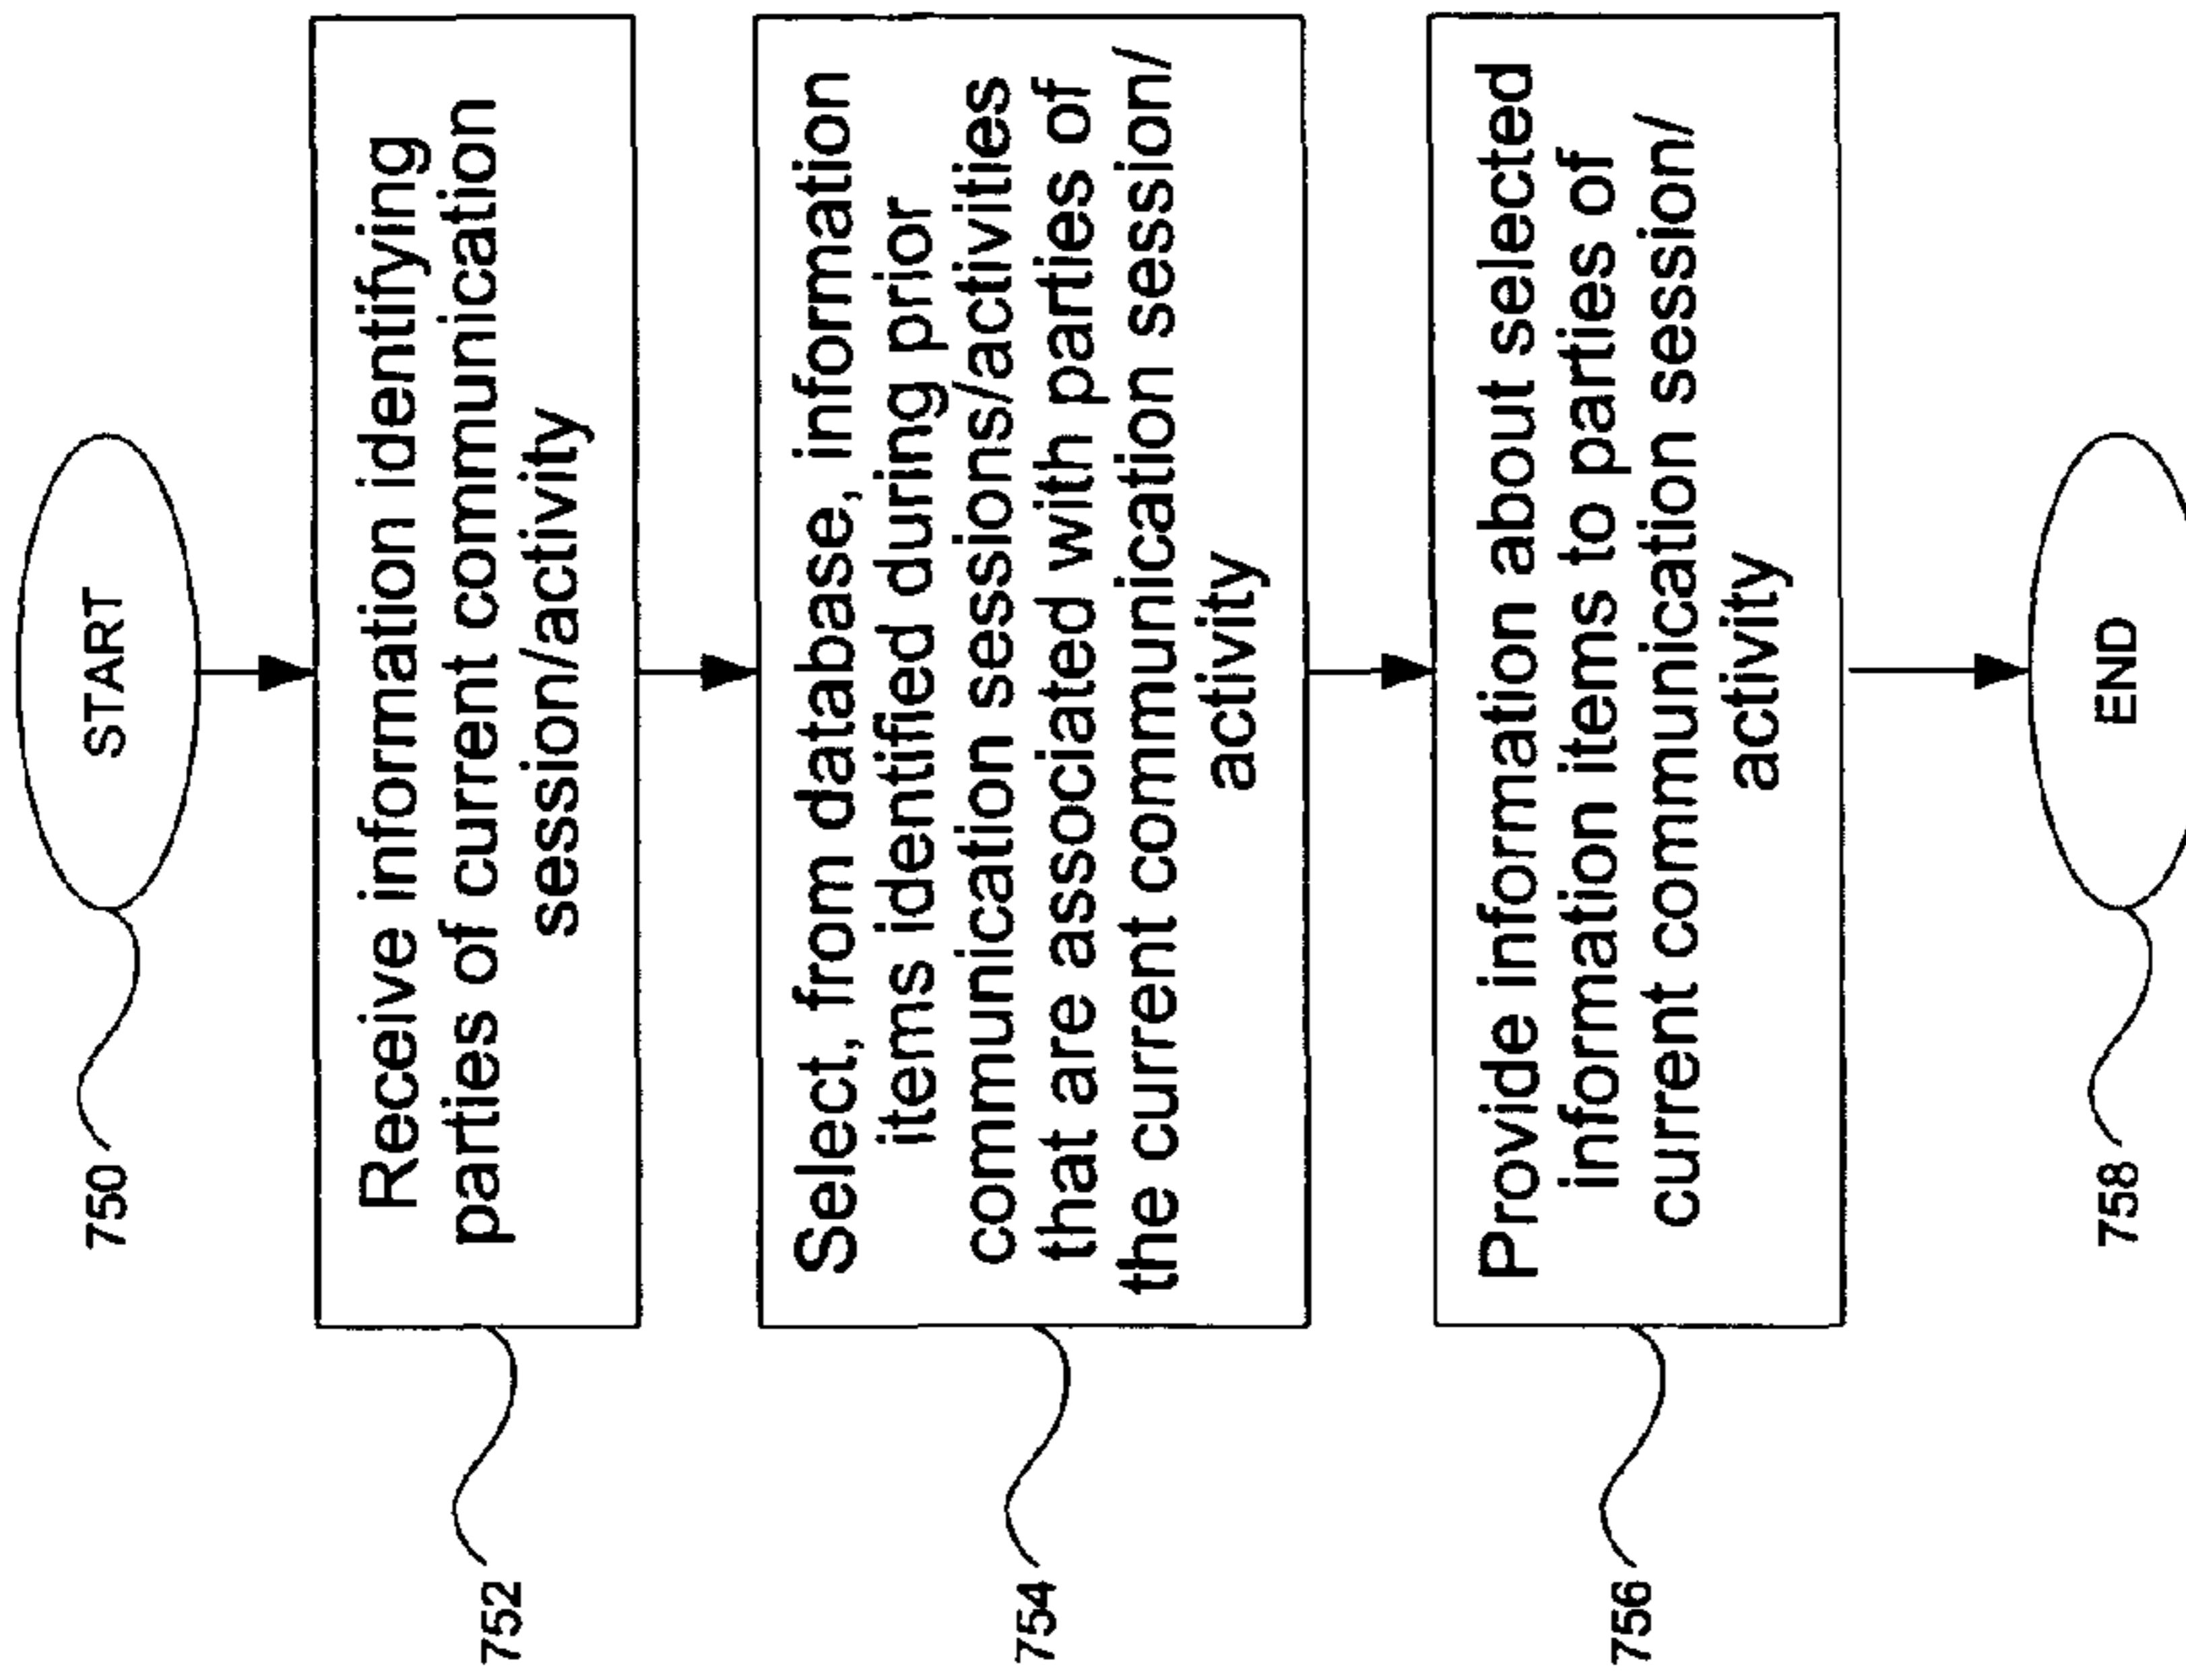 START
750
Receive information identifying
parties of current communication
session/activity
752
Select, from database, information
items identified during prior
communication sessions/activities
that are associated with parties of
the current communication session/
activity
754
Provide information about selected
information items to parties of
current communication session/
activity
756
END
758